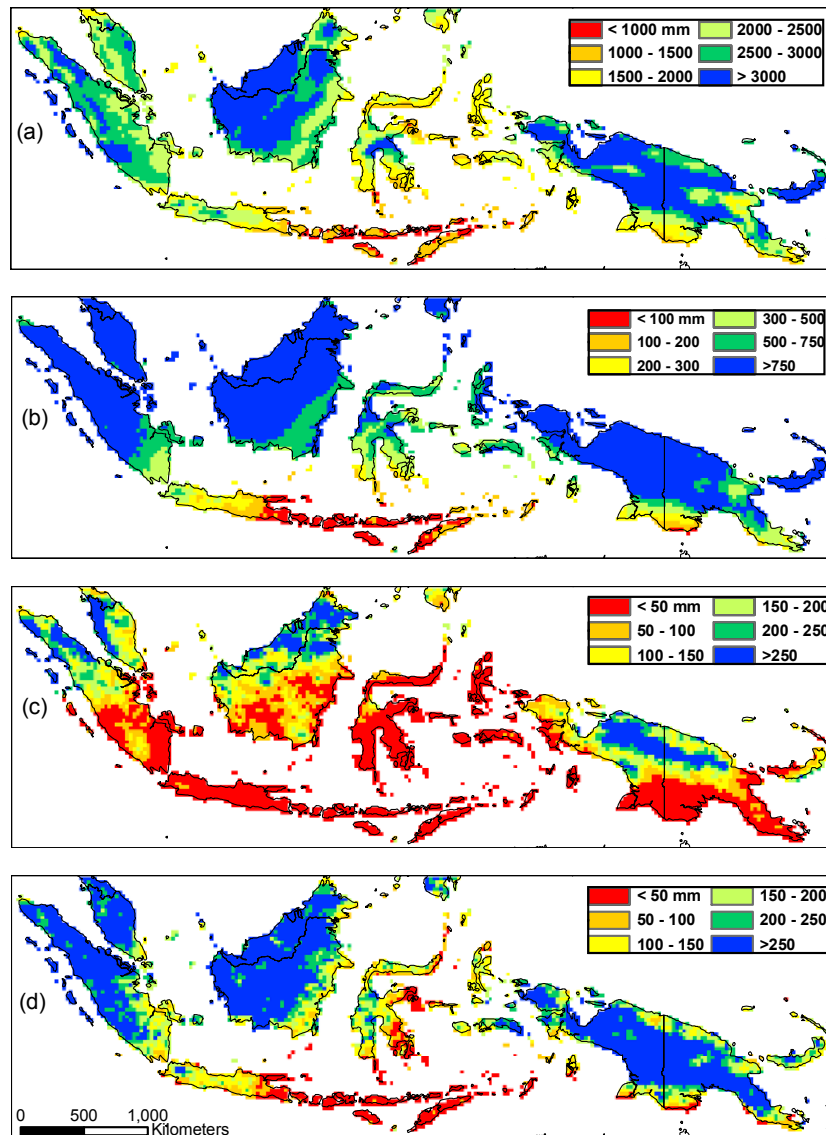 < 1000 mm 2000 - 2500
1000 - 1500 2500 - 3000
1500 - 2000 > 3000
(a)
< 100 mm 300 - 500
100 - 200 500 - 750
200 - 300 >750
(b)
< 50 mm 150 - 200
50 - 100 200 - 250
100 - 150 >250
(c)
< 50 mm 150 - 200
50 - 100 200 - 250
100 - 150 >250
(d)
0 500 1,000
Kilometers